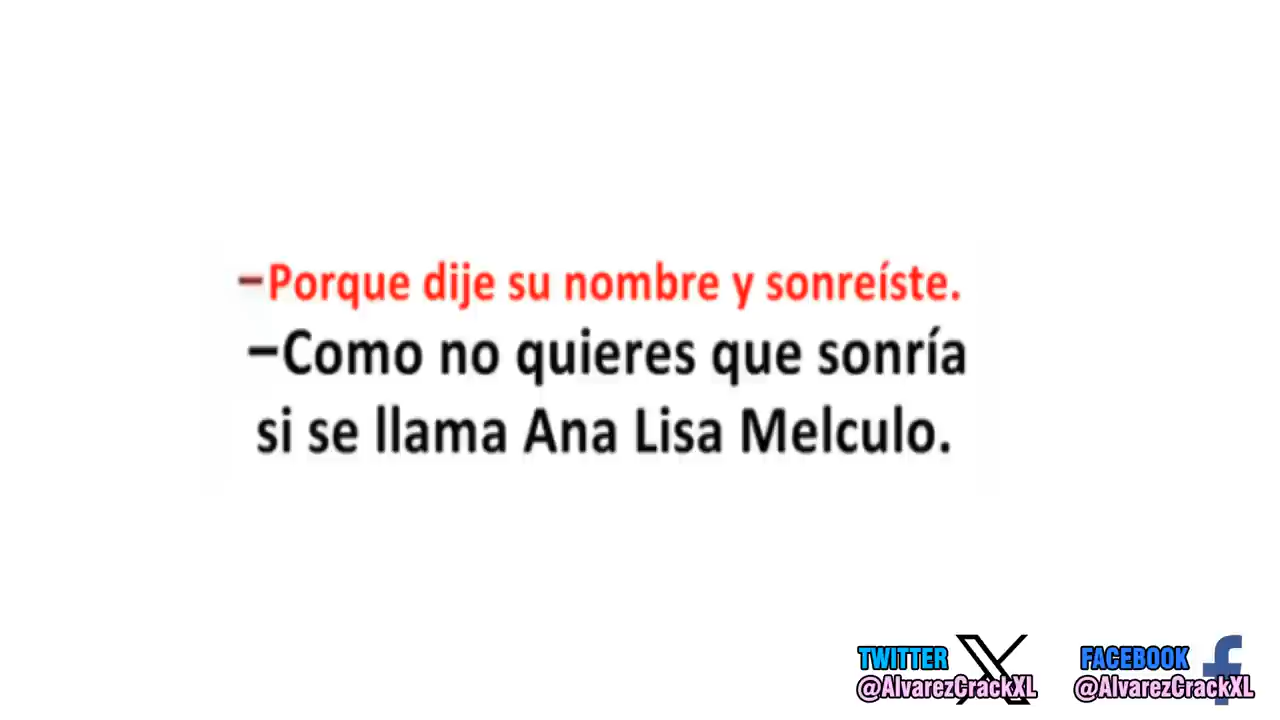 –Porque dije su nombre y sonreíste.
–Como no quieres que sonría
si se llama Ana Lisa Melculo.
TWITTER
@AlvarezCrackXL
FACEBOOK
@AlvarezCrackXL